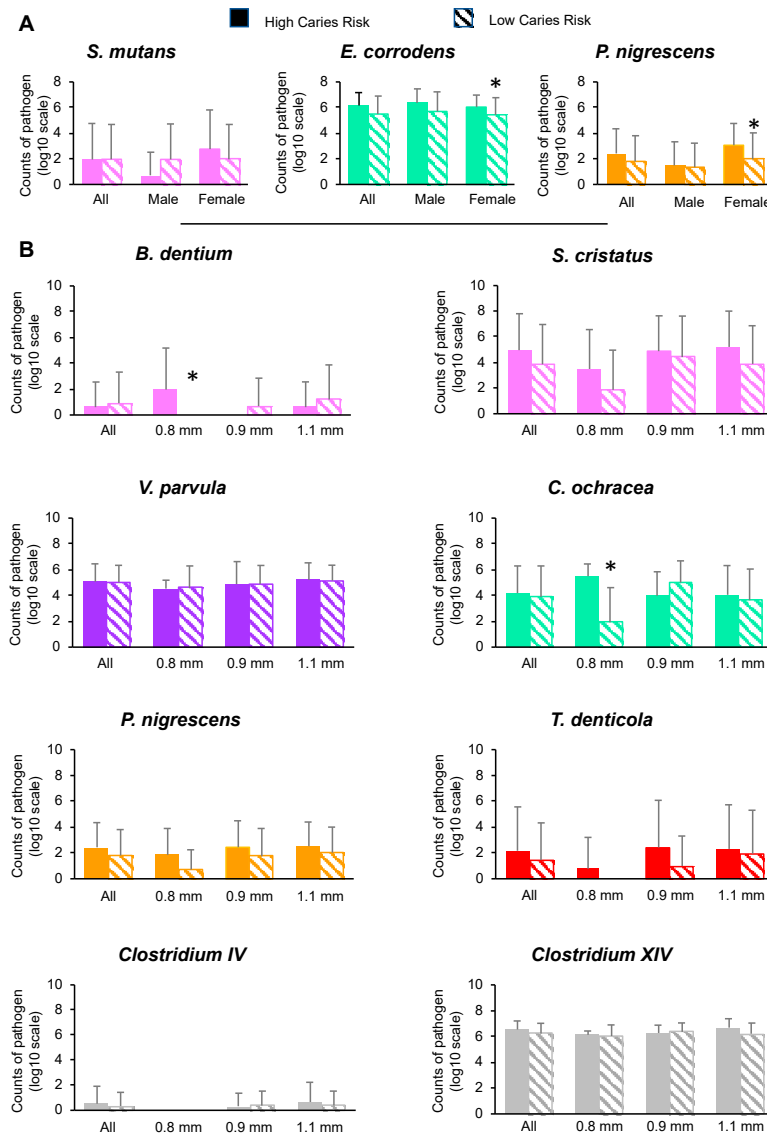 A
High Caries Risk
Low Caries Risk
S. mutans
E. corrodens
P. nigrescens
Counts of pathogen
(log10 scale)
10
8
6
4
2
0
All Male Female
Counts of pathogen
(log10 scale)
10
8
6
4
2
0
*
All Male Female
Counts of pathogen
(log10 scale)
10
8
6
4
2
0
*
All Male Female
B
B. dentium
Counts of pathogen
(log10 scale
10
8
6
4
2
0
*
All 0.8 mm 0.9 mm 1.1 mm
S. cristatus
Counts of pathogen
(log10 scale)
10
8
6
4
2
0
All 0.8 mm 0.9 mm 1.1 mm
V. parvula
Counts of pathogen
(log10 scale)
10
8
6
4
2
0
All 0.8 mm 0.9 mm 1.1 mm
C. ochracea
Counts of pathogen
(log10 scale)
10
8
6
4
2
0
*
All 0.8 mm 0.9 mm 1.1 mm
P. nigrescens
Counts of pathogen
(log10 scale)
10
8
6
4
2
0
All 0.8 mm 0.9 mm 1.1 mm
T. denticola
Counts of pathogen
(log10 scale)
10
8
6
4
2
0
All 0.8 mm 0.9 mm 1.1 mm
Clostridium IV
Counts of pathogen
(log10 scale)
10
8
6
4
2
0
All 0.8 mm 0.9 mm 1.1 mm
Clostridium XIV
Counts of pathogen
(log10 scale)
10
8
6
4
2
0
All 0.8 mm 0.9 mm 1.1 mm